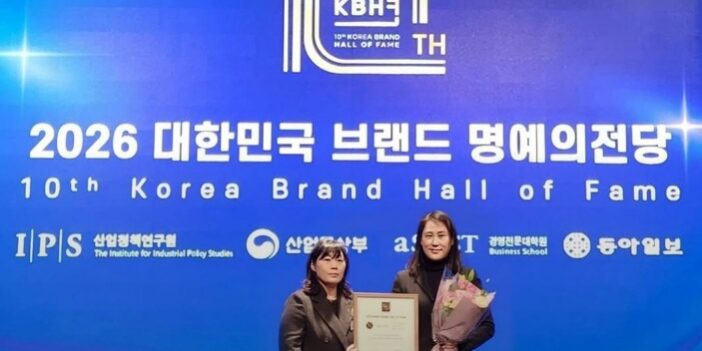 KBHㅋ
10th KOREA BRAND
HALL OF FAME
TH
2026 대한민국 브랜드 명예의전당
10th Korea Brand Hall of Fame
I|P|S 산업정책연구원
The Institute for Industrial Policy Studies
산업통상부
aSSIST 경영전문대학원
Business School
동아일보